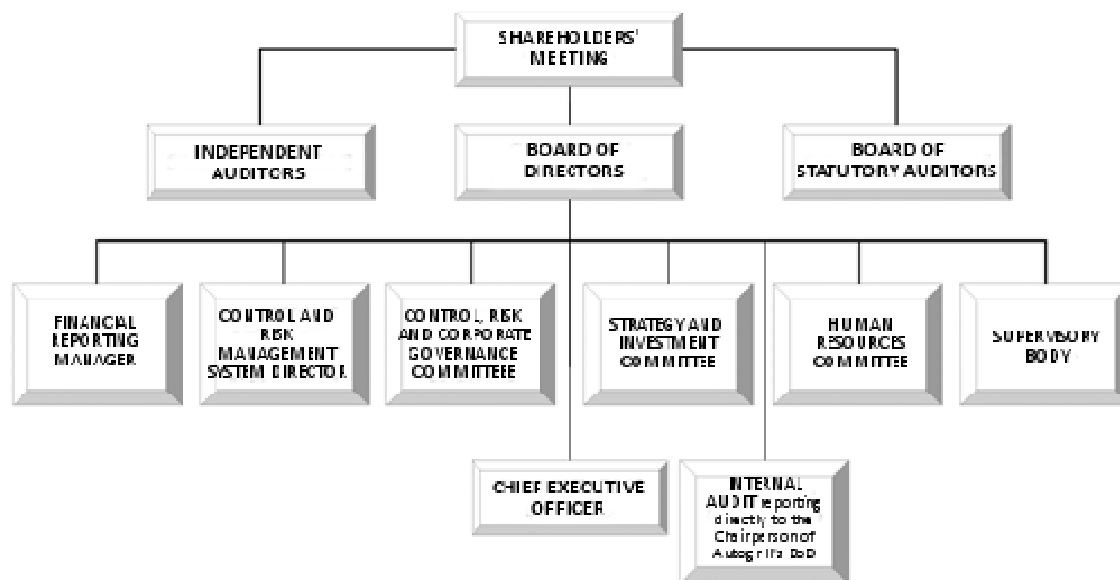 SHAREHOLDERS'
MEETING
INDEPENDENT
AUDITORS
BOARD OF
DIRECTORS
BOARD OF
STATUTORY AUDITORS
FINANCIAL
REPORTING
MANAGER
CONTROL AND
RISK
MANAGEMENT
SYSTEM DIRECTOR
CONTROL, RISK
AND CORPORATE
GOVERNANCE
COMMITTEEE
STRATEGY AND
INVESTMENT
COMMITTEE
HUMAN
RESOURCES
COMMITTEE
SUPERVISORY
BODY
CHIEF EXECUTIVE
OFFICER
INTERNAL
AUDIT reporting
directly to the
Chairperson of
Autogrill's BoD